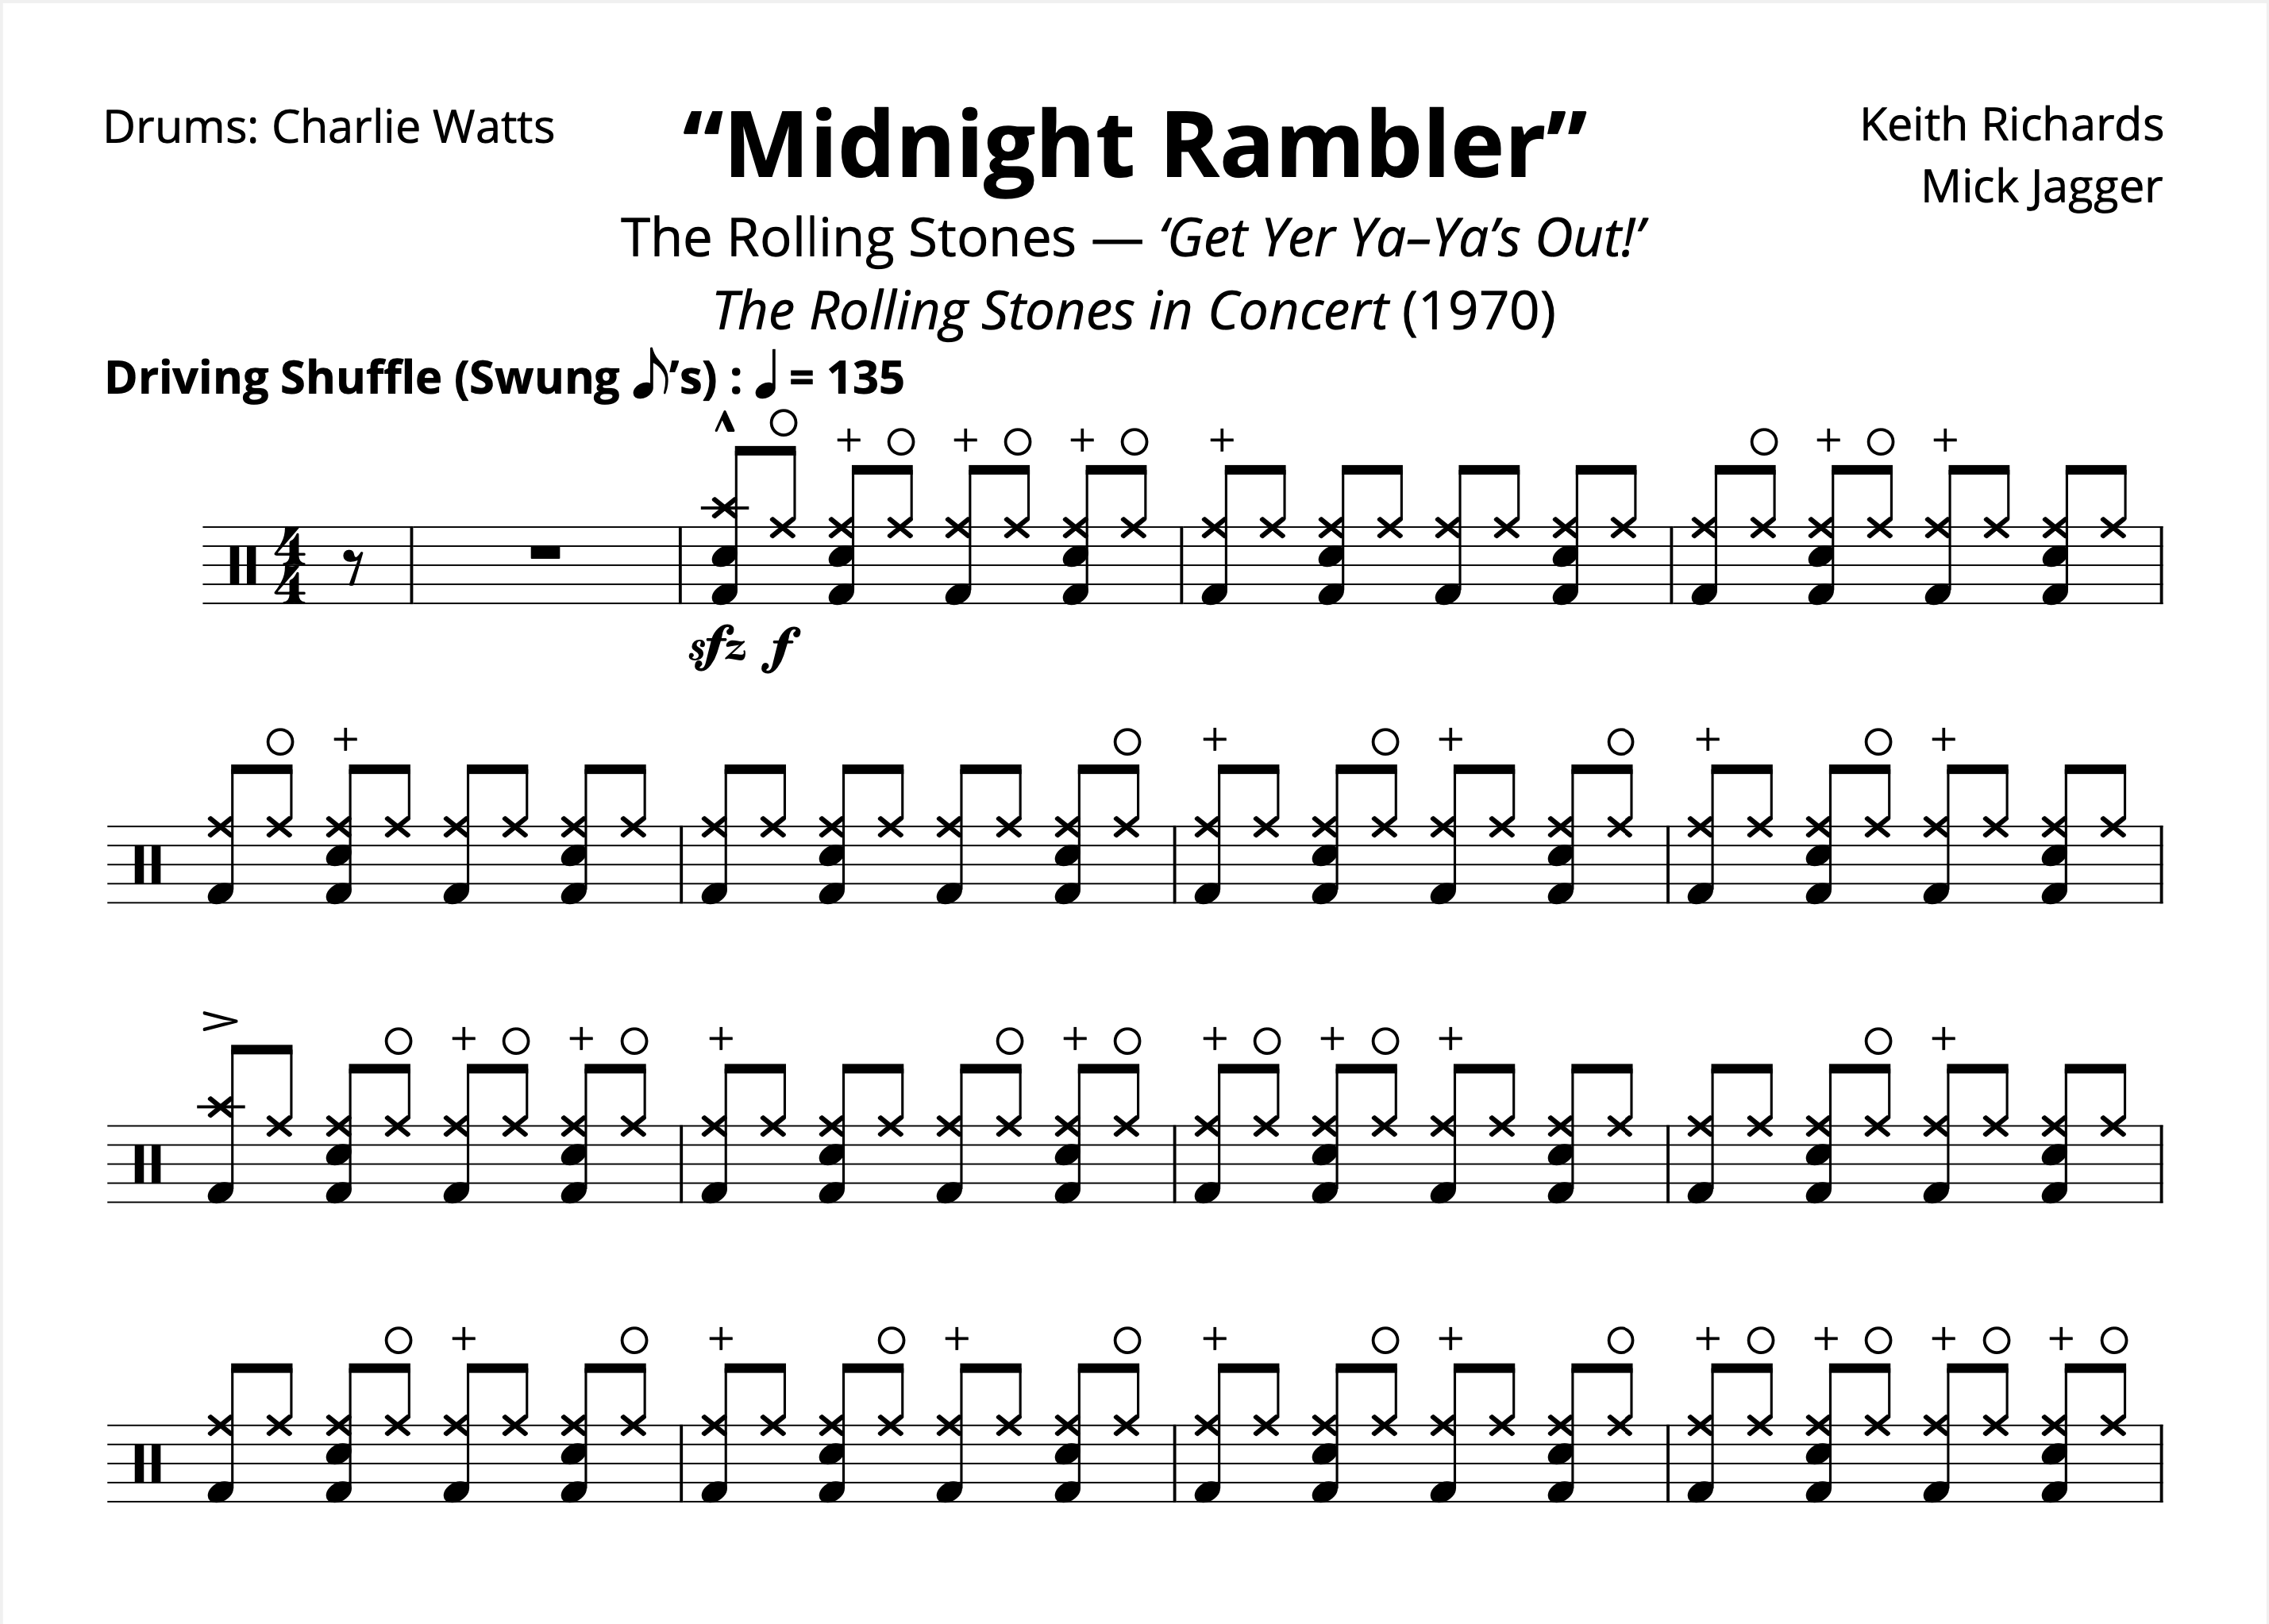 Drums: Charlie Watts
“Midnight Rambler”
Keith Richards
Mick Jagger
The Rolling Stones — ‘Get Yer Ya–Ya’s Out!’
The Rolling Stones in Concert (1970)
Driving Shuffle (Swung ♪’s) : ♩ = 135
sfz f